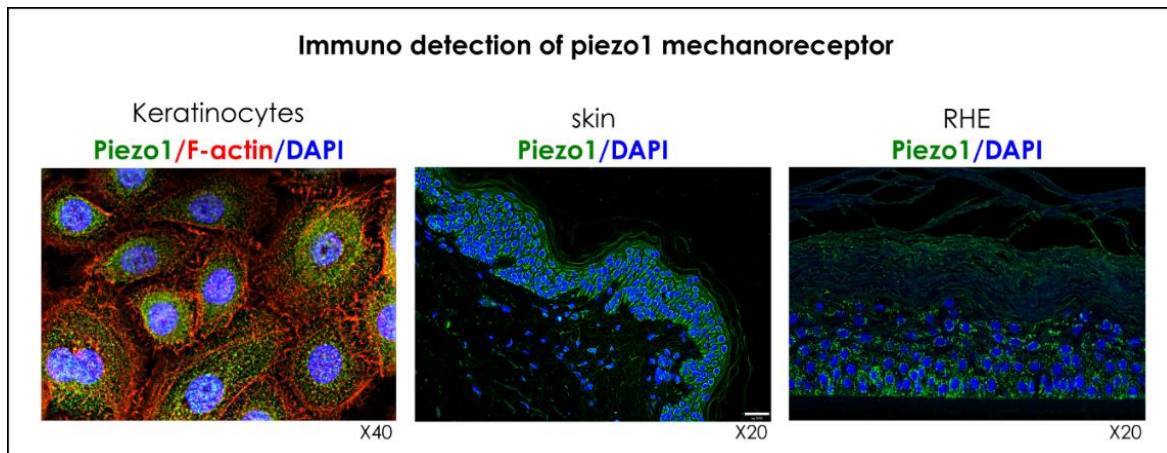 Immuno detection of piezo1 mechanoreceptor
Keratinocytes
Piezo1/F-actin/DAPI
X40
skin
Piezo1/DAPI
X20
RHE
Piezo1/DAPI
X20